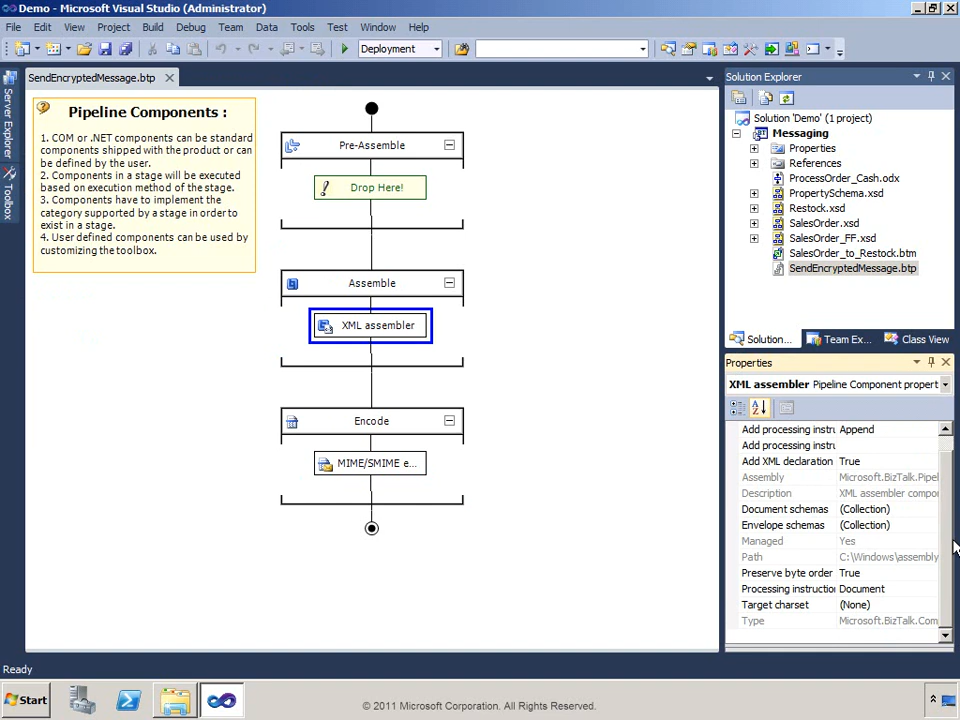 Demo - Microsoft Visual Studio (Administrator)
File Edit View Project Build Debug Team Data Tools Test Window Help
Deployment
SendEncryptedMessage.btp
Server Explorer
Toolbox
Pipeline Components :
1. COM or .NET components can be standard
components shipped with the product or can
be defined by the user.
2. Components in a stage will be executed
based on execution method of the stage.
3. Components have to implement the
category supported by a stage in order to
exist in a stage.
4. User defined components can be used by
customizing the toolbox.
Pre-Assemble
Drop Here!
Assemble
XML assembler
Encode
MIME/SMIME e...
Solution Explorer
Solution 'Demo' (1 project)
Messaging
Properties
References
ProcessOrder_Cash.odx
PropertySchema.xsd
Restock.xsd
SalesOrder.xsd
SalesOrder_FF.xsd
SalesOrder_to_Restock.btm
SendEncryptedMessage.btp
Solution... Team Ex... Class View
Properties
XML assembler Pipeline Component propert
Add processing instru Append
Add processing instru
Add XML declaration True
Assembly Microsoft.BizTalk.Pipel
Description XML assembler compo
Document schemas (Collection)
Envelope schemas (Collection)
Managed Yes
Path C:\Windows\assembly
Preserve byte order True
Processing instruction Document
Target charset (None)
Type Microsoft.BizTalk.Com
Ready
Start
© 2011 Microsoft Corporation. All Rights Reserved.